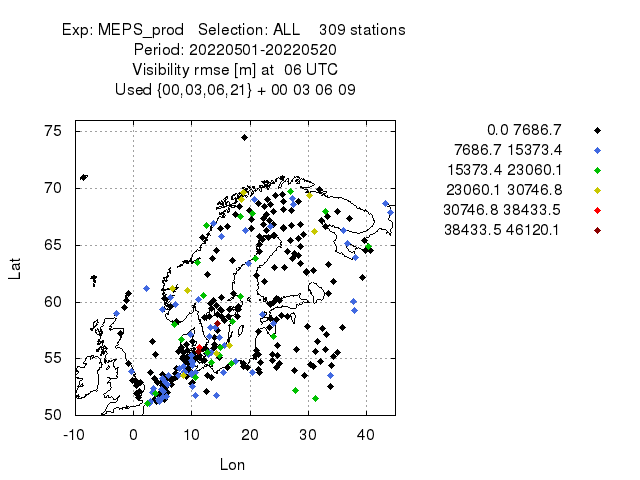 Exp: MEPS_prod Selection: ALL 309 stations
Period: 20220501-20220520
Visibility rmse [m] at 06 UTC
Used {00,03,06,21} + 00 03 06 09
0.0 7686.7
7686.7 15373.4
15373.4 23060.1
23060.1 30746.8
30746.8 38433.5
38433.5 46120.1
75
70
65
60
55
50
Lat
-10 0 10 20 30 40
Lon